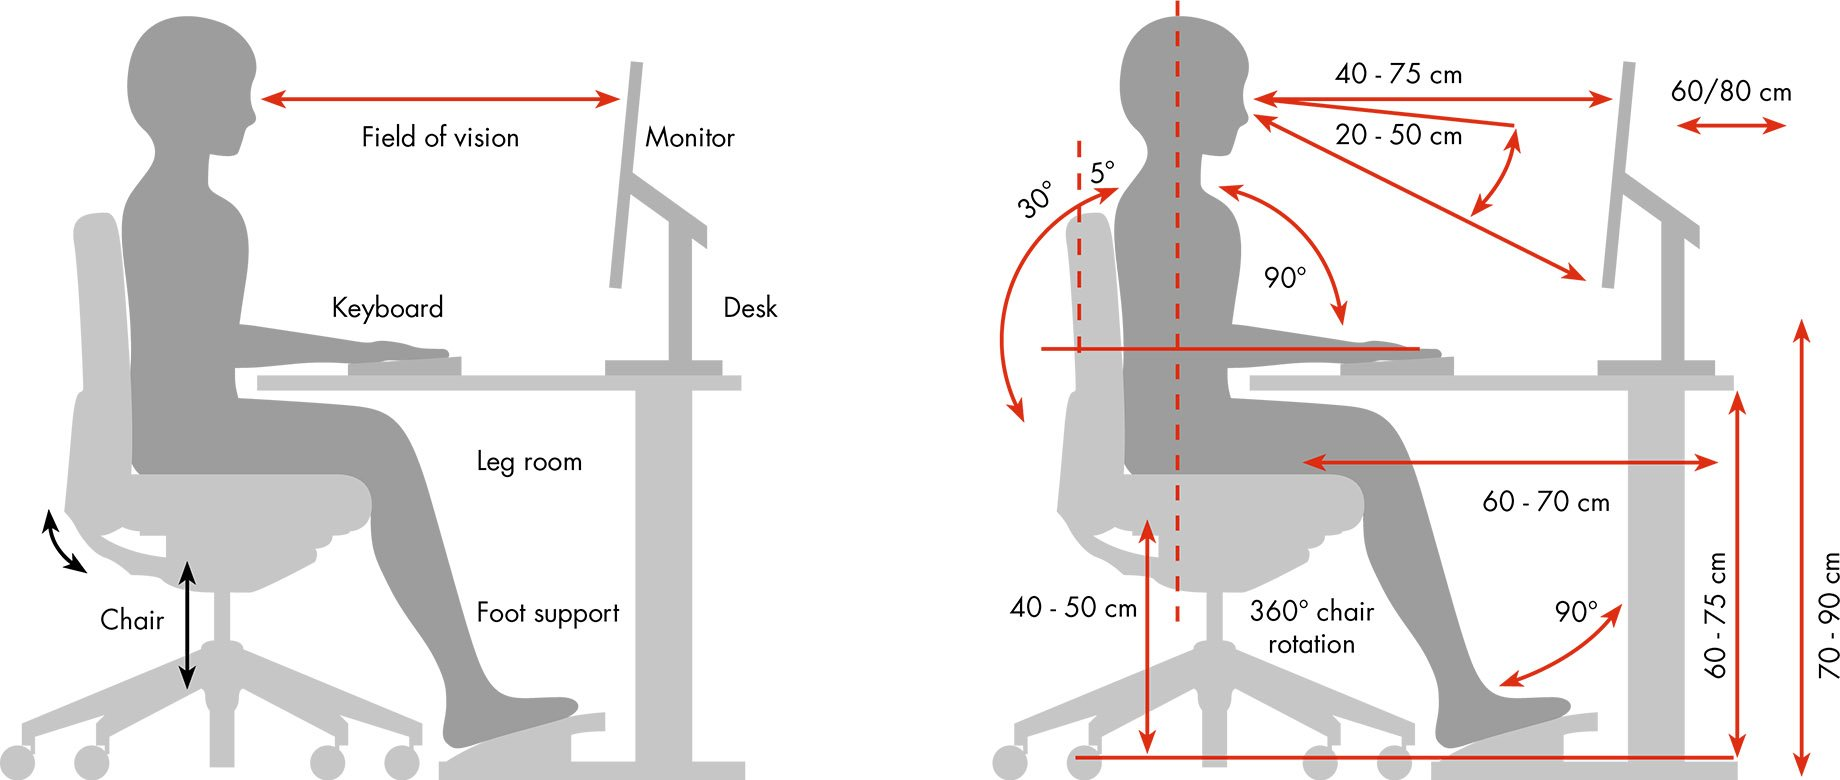 Field of vision
Monitor
Keyboard
Desk
Leg room
Chair
Foot support
40 - 75 cm
60/80 cm
20 - 50 cm
5°
30°
90°
60 - 70 cm
40 - 50 cm
360° chair
rotation
90°
60 - 75 cm
70 - 90 cm